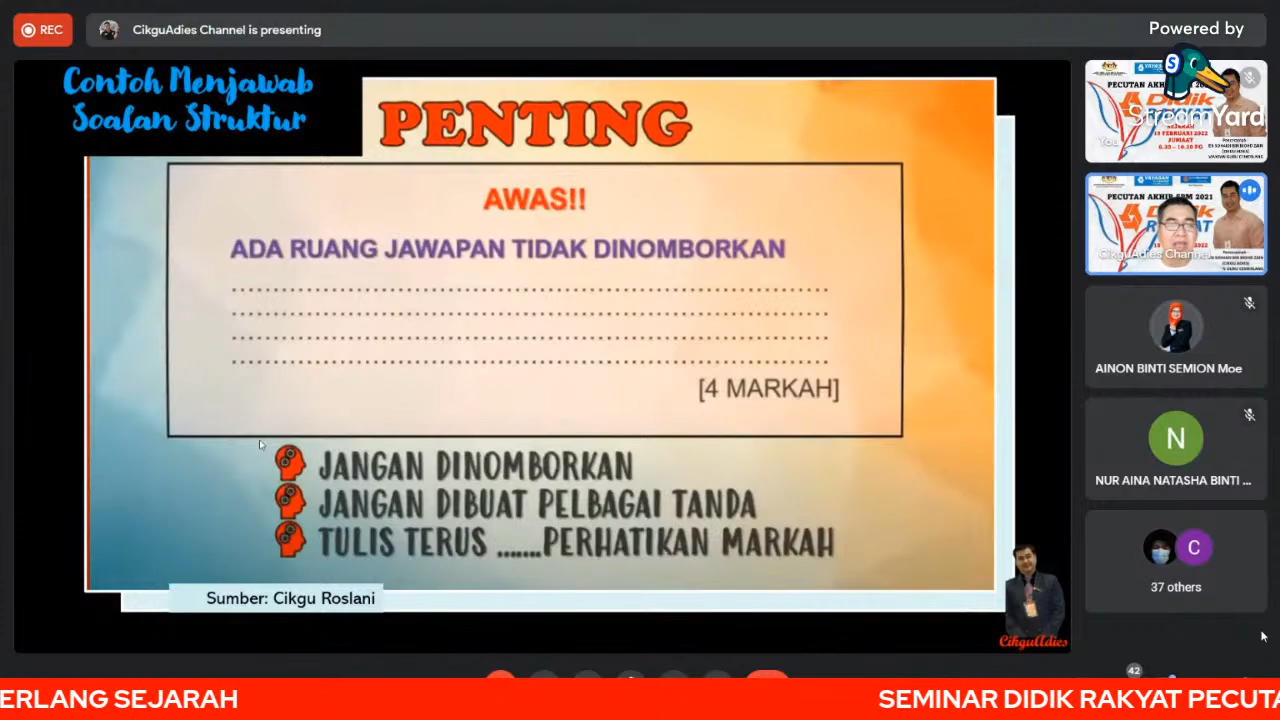 REC
CikguAdies Channel is presenting
Powered by
StreamYard
Contoh Menjawab
Soalan Struktur
PENTING
AWAS!!
ADA RUANG JAWAPAN TIDAK DINOMBORKAN
[4 MARKAH]
JANGAN DINOMBORKAN
JANGAN DIBUAT PELBAGAI TANDA
TULIS TERUS .......PERHATIKAN MARKAH
Sumber: Cikgu Roslani
CikguAdies
You
CikguAdies Channel
PECUTAN AKHIR SPM 2021
AINON BINTI SEMION Moe
N
NUR AINA NATASHA BINTI ...
C
37 others
42
ERLANG SEJARAH
SEMINAR DIDIK RAKYAT PECUTA